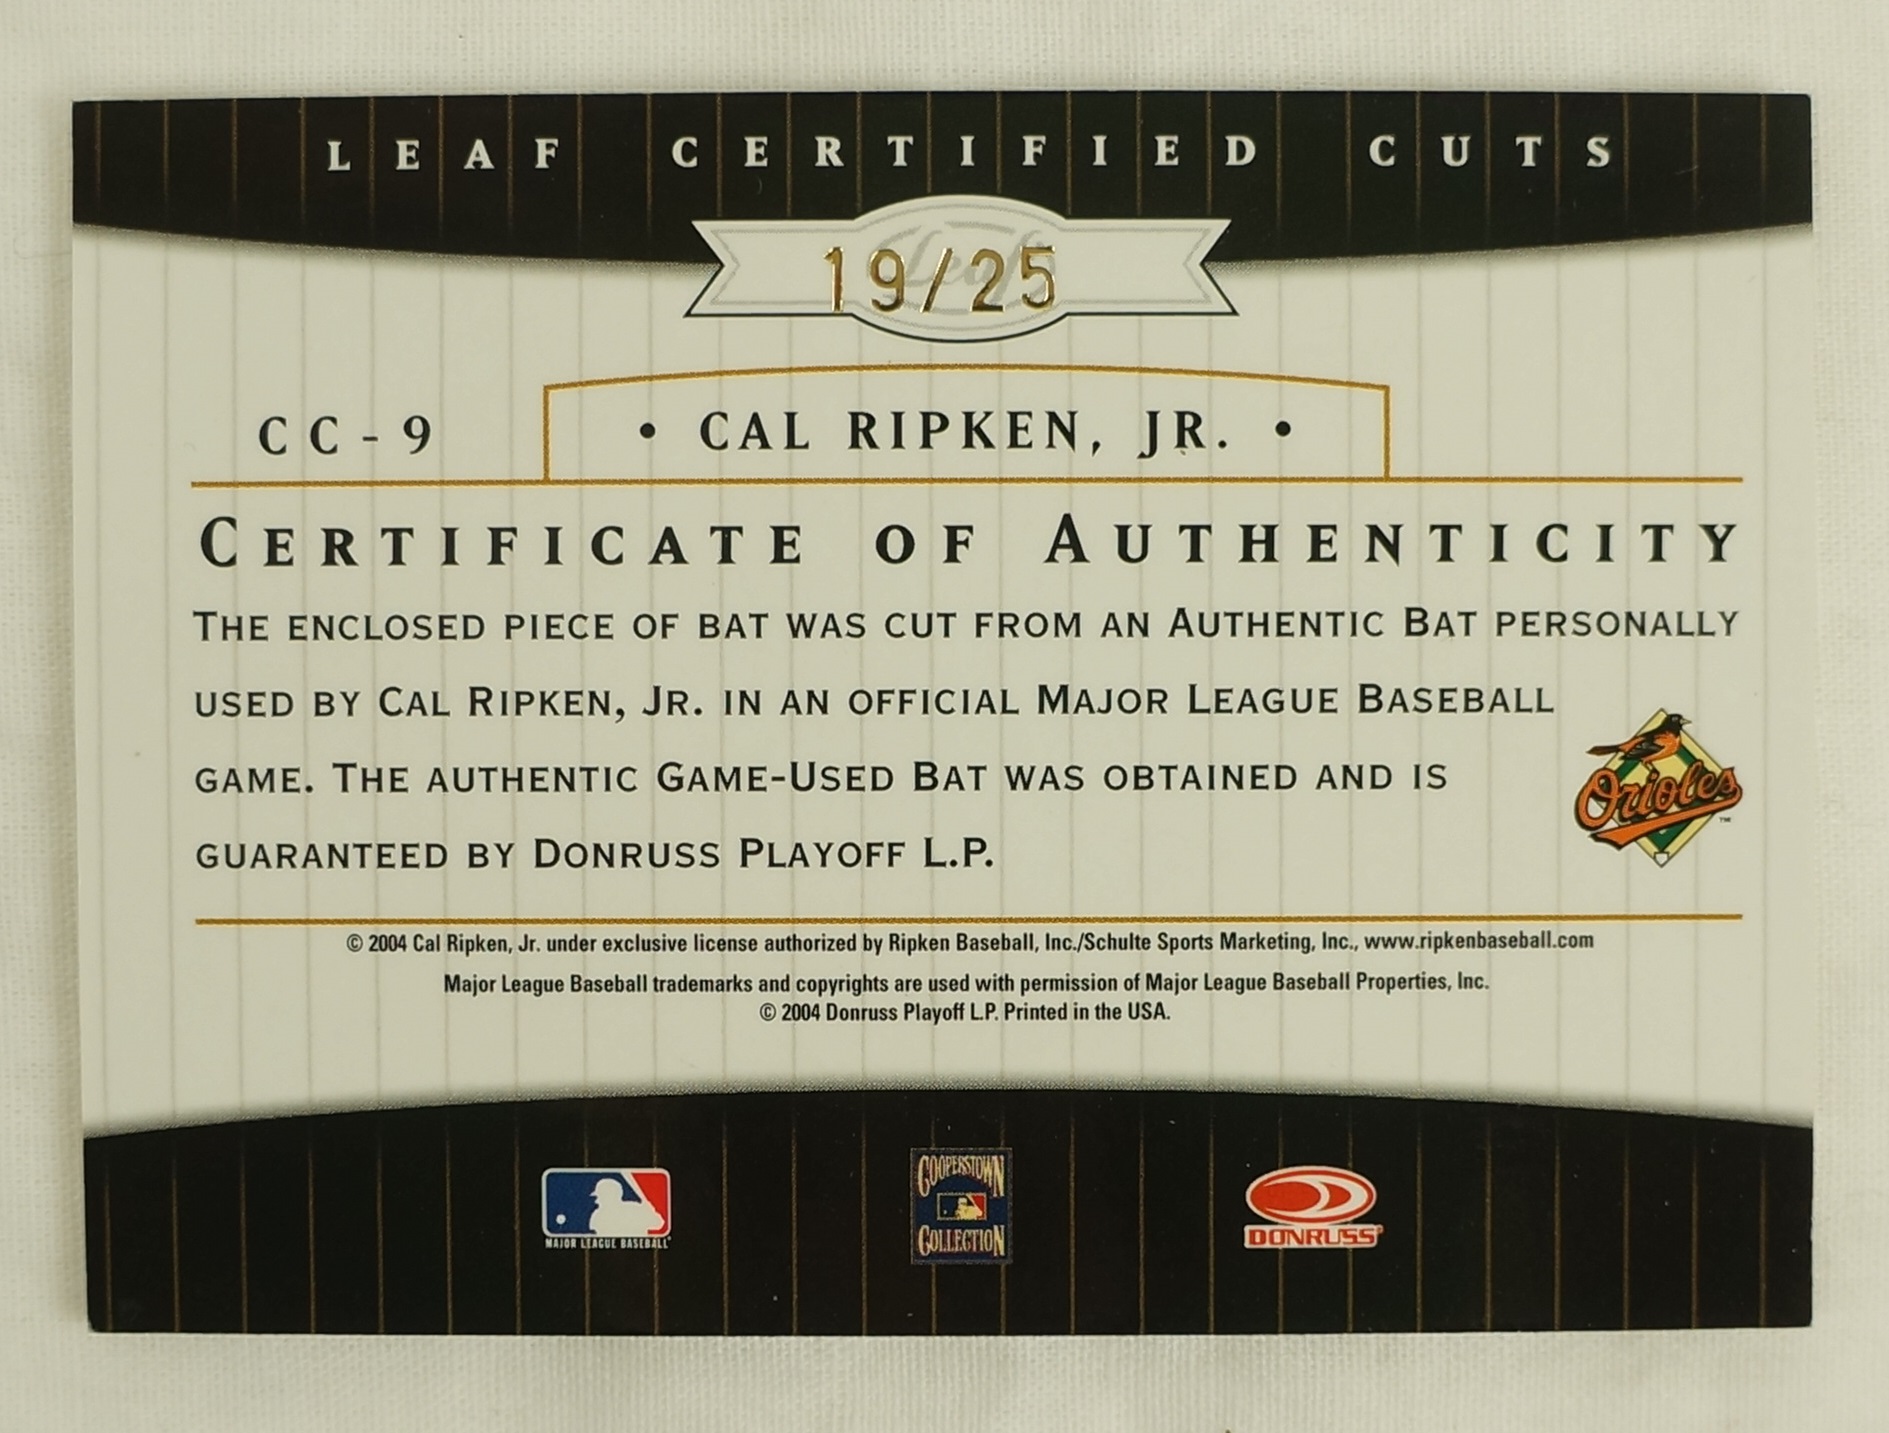 LEAF CERTIFIED CUTS
Leaf
19/25
CC-9
• CAL RIPKEN, JR. •
CERTIFICATE OF AUTHENTICITY
THE ENCLOSED PIECE OF BAT WAS CUT FROM AN AUTHENTIC BAT PERSONALLY
USED BY CAL RIPKEN, JR. IN AN OFFICIAL MAJOR LEAGUE BASEBALL
GAME. THE AUTHENTIC GAME-USED BAT WAS OBTAINED AND IS
GUARANTEED BY DONRUSS PLAYOFF L.P.
Orioles
TM
© 2004 Cal Ripken, Jr. under exclusive license authorized by Ripken Baseball, Inc./Schulte Sports Marketing, Inc., www.ripkenbaseball.com
Major League Baseball trademarks and copyrights are used with permission of Major League Baseball Properties, Inc.
© 2004 Donruss Playoff L.P. Printed in the USA.
MAJOR LEAGUE BASEBALL
COOPERSTOWN
COLLECTION
DONRUSS